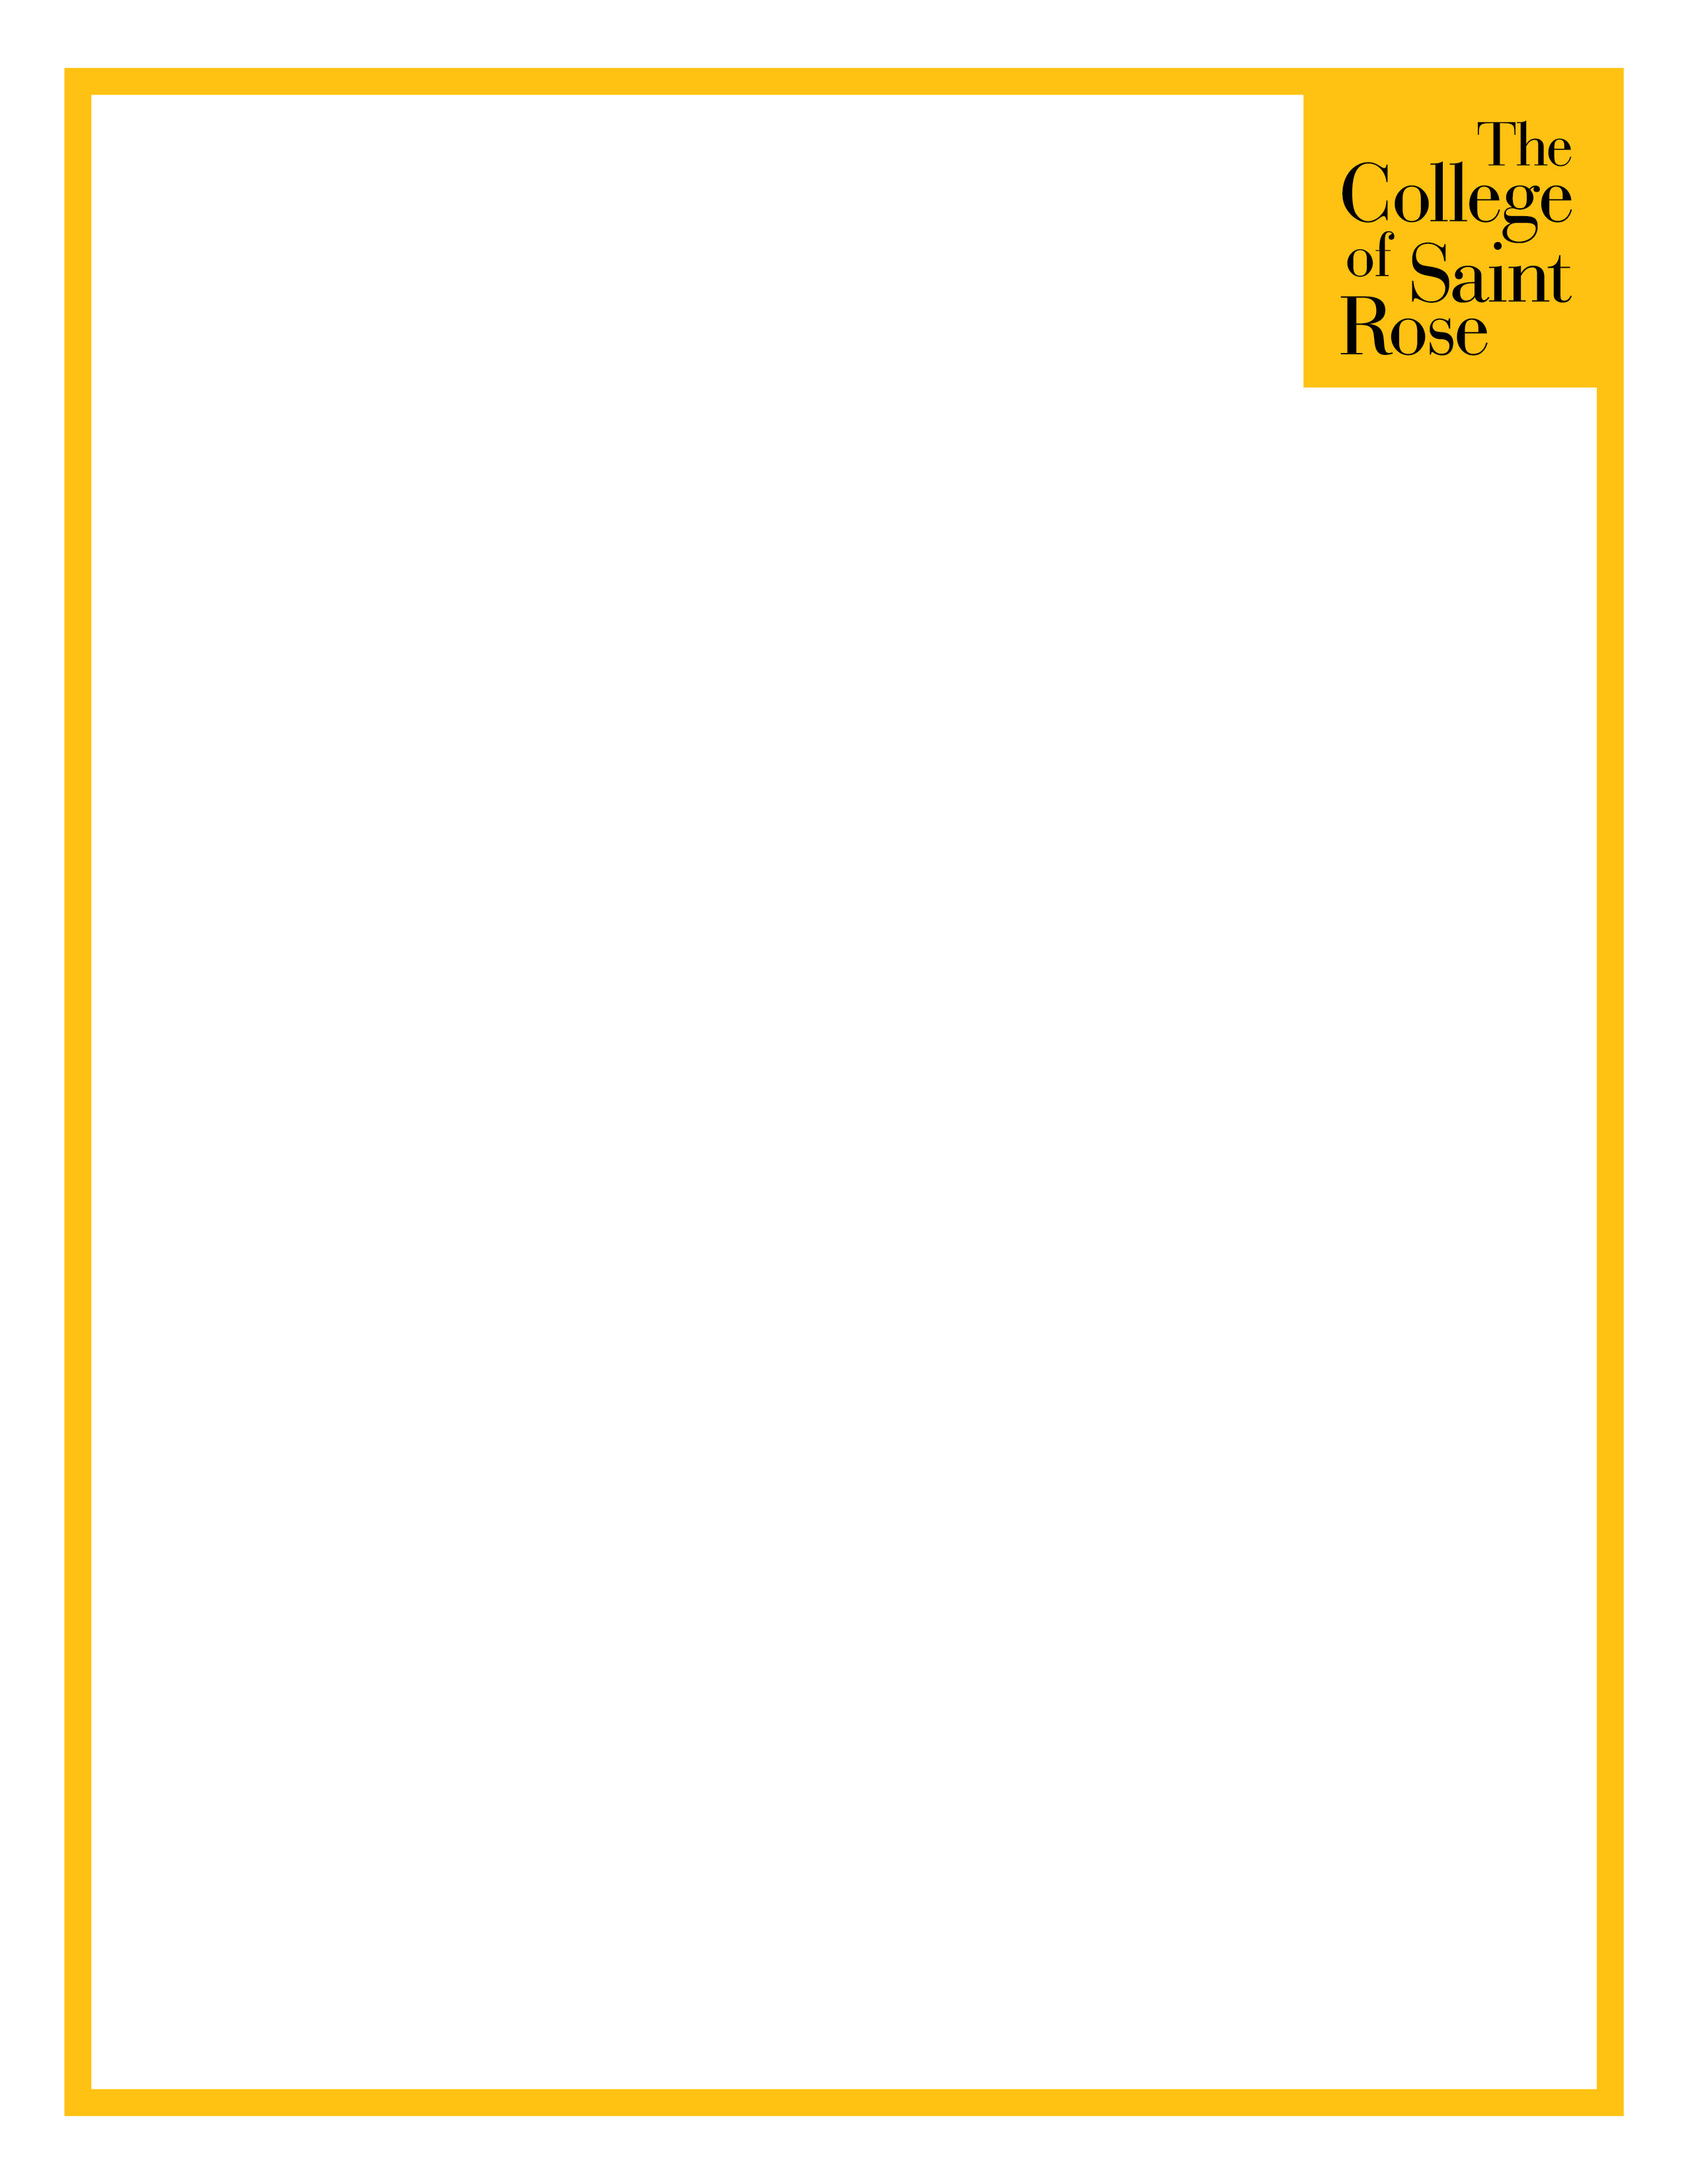 The
College
of Saint
Rose